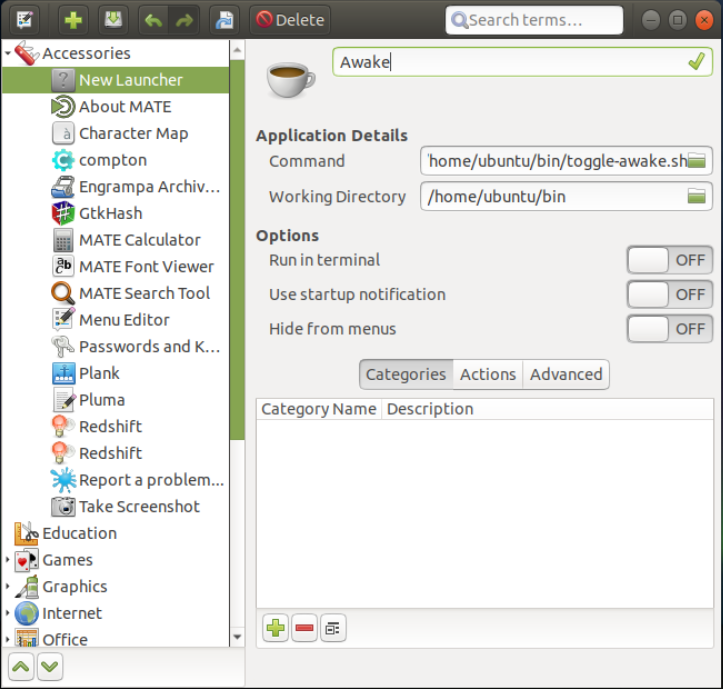 Delete
Search terms...
Accessories
New Launcher
About MATE
Character Map
compton
Engrampa Archiv...
GtkHash
MATE Calculator
MATE Font Viewer
MATE Search Tool
Menu Editor
Passwords and K...
Plank
Pluma
Redshift
Redshift
Report a problem...
Take Screenshot
Education
Games
Graphics
Internet
Office
Awake
Application Details
Command
/home/ubuntu/bin/toggle-awake.sh
Working Directory
/home/ubuntu/bin
Options
Run in terminal
OFF
Use startup notification
OFF
Hide from menus
OFF
Categories
Actions
Advanced
Category Name
Description